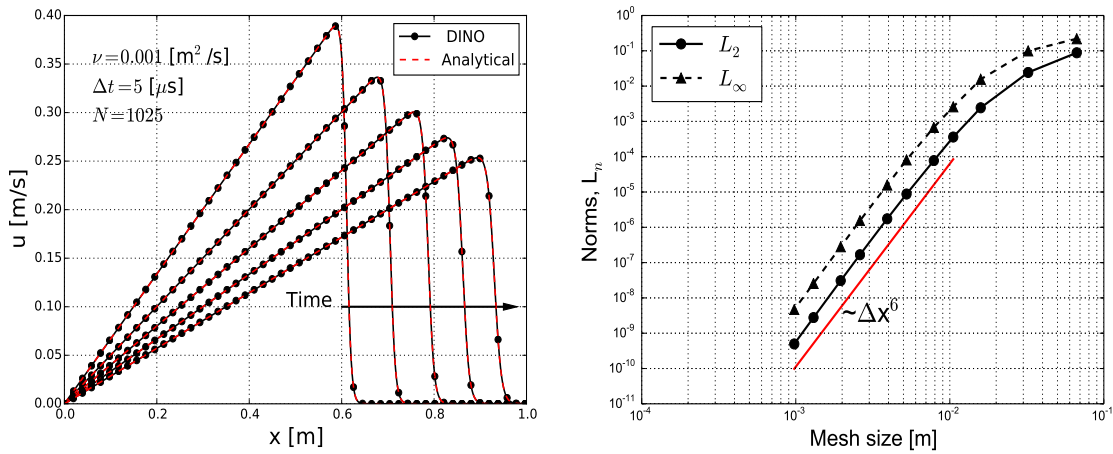 0.40
0.35
0.30
0.25
0.20
0.15
0.10
0.05
0.00
u [m/s]
ν=0.001 [m² /s]
Δt=5 [μs]
N=1025
DINO
Analytical
Time
0.0 0.2 0.4 0.6 0.8 1.0
x [m]
10⁰
10⁻¹
10⁻²
10⁻³
10⁻⁴
10⁻⁵
10⁻⁶
10⁻⁷
10⁻⁸
10⁻⁹
10⁻¹⁰
10⁻¹¹
Norms, Lₙ
L₂
L∞
~Δx⁶
10⁻⁴ 10⁻³ 10⁻² 10⁻¹
Mesh size [m]